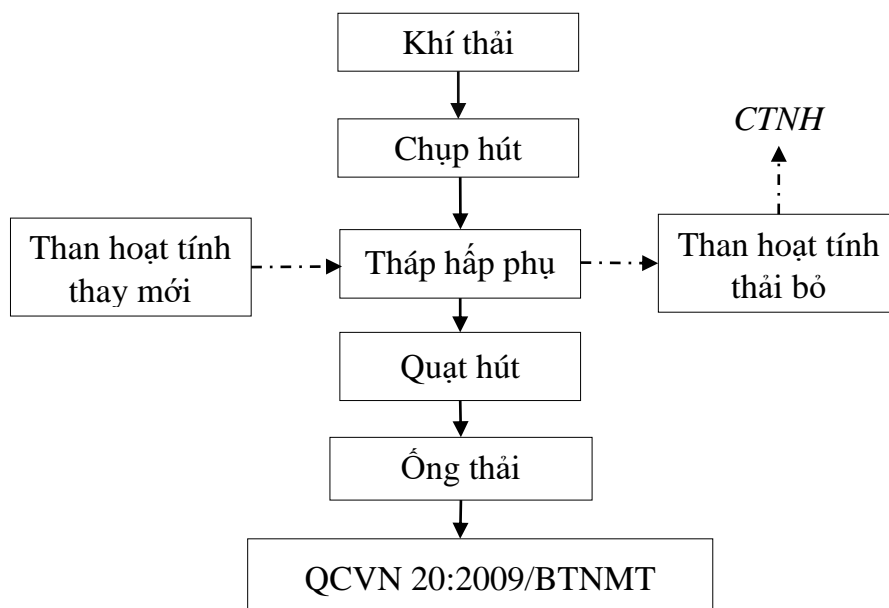 Khí thải
CTNH
Chụp hút
Than hoạt tính
thay mới
Tháp hấp phụ
Than hoạt tính
thải bỏ
Quạt hút
Ống thải
QCVN 20:2009/BTNMT